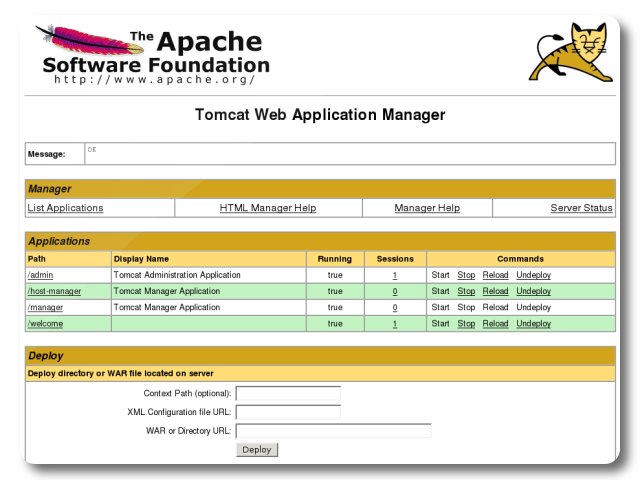 The Apache
Software Foundation
http://www.apache.org/
Tomcat Web Application Manager
Message: OK
Manager
List Applications HTML Manager Help Manager Help Server Status
Applications
Path Display Name Running Sessions Commands
/admin Tomcat Administration Application true 1 Start Stop Reload Undeploy
/host-manager Tomcat Manager Application true 0 Start Stop Reload Undeploy
/manager Tomcat Manager Application true 0 Start Stop Reload Undeploy
/welcome true 1 Start Stop Reload Undeploy
Deploy
Deploy directory or WAR file located on server
Context Path (optional):
XML Configuration file URL:
WAR or Directory URL:
Deploy